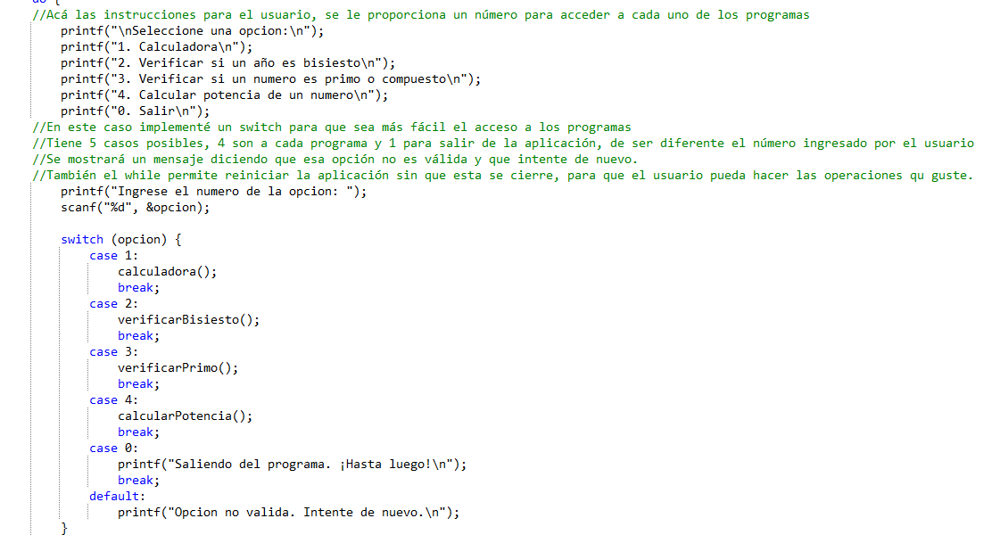 do {
//Acá las instrucciones para el usuario, se le proporciona un número para acceder a cada uno de los programas
printf("\nSeleccione una opcion:\n");
printf("1. Calculadora\n");
printf("2. Verificar si un año es bisiesto\n");
printf("3. Verificar si un numero es primo o compuesto\n");
printf("4. Calcular potencia de un numero\n");
printf("0. Salir\n");
//En este caso implementé un switch para que sea más fácil el acceso a los programas
//Tiene 5 casos posibles, 4 son a cada programa y 1 para salir de la aplicación, de ser diferente el número ingresado por el usuario
//Se mostrará un mensaje diciendo que esa opción no es válida y que intente de nuevo.
//También el while permite reiniciar la aplicación sin que esta se cierre, para que el usuario pueda hacer las operaciones qu guste.
printf("Ingrese el numero de la opcion: ");
scanf("%d", &opcion);
switch (opcion) {
case 1:
calculadora();
break;
case 2:
verificarBisiesto();
break;
case 3:
verificarPrimo();
break;
case 4:
calcularPotencia();
break;
case 0:
printf("Saliendo del programa. ¡Hasta luego!\n");
break;
default:
printf("Opcion no valida. Intente de nuevo.\n");
}